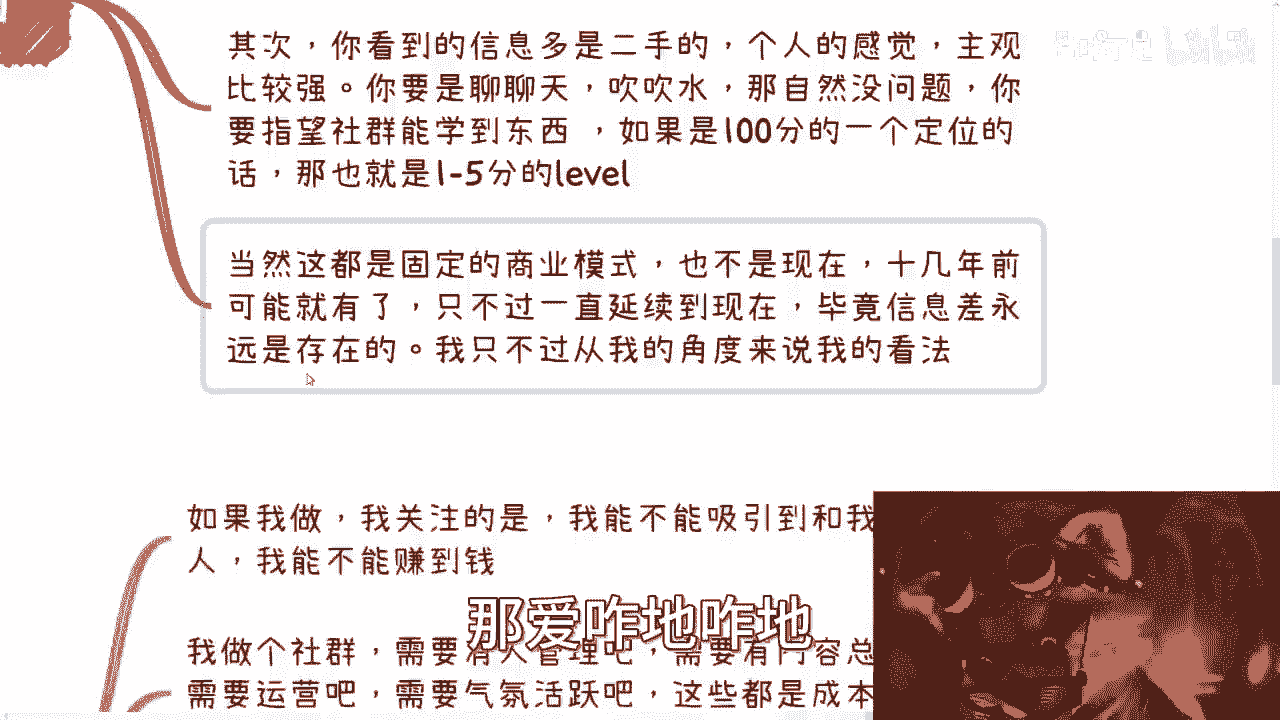 其次，你看到的信息多是二手的，个人的感觉，主观
比较强。你要是聊聊天，吹吹水，那自然没问题，你
要指望社群能学到东西 ，如果是100分的一个定位的
话，那也就是1-5分的level
当然这都是固定的商业模式，也不是现在，十几年前
可能就有了，只不过一直延续到现在，毕竟信息差永
远是存在的。我只不过从我的角度来说我的看法
如果我做，我关注的是，我能不能吸引到和我
人，我能不能赚到钱
我做个社群，需要有人管理吧，需要有内容总
需要运营吧，需要气氛活跃吧，这些都是成本
那爱咋地咋地